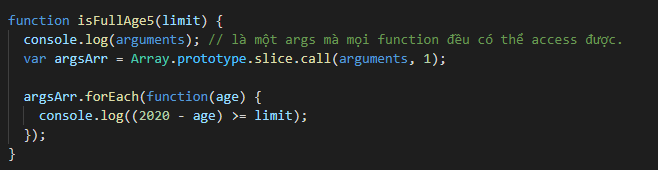 function isFullAge5(limit) {
  console.log(arguments); // là một args mà mọi function đều có thể access được.
  var argsArr = Array.prototype.slice.call(arguments, 1);

  argsArr.forEach(function(age) {
    console.log((2020 - age) >= limit);
  });
}